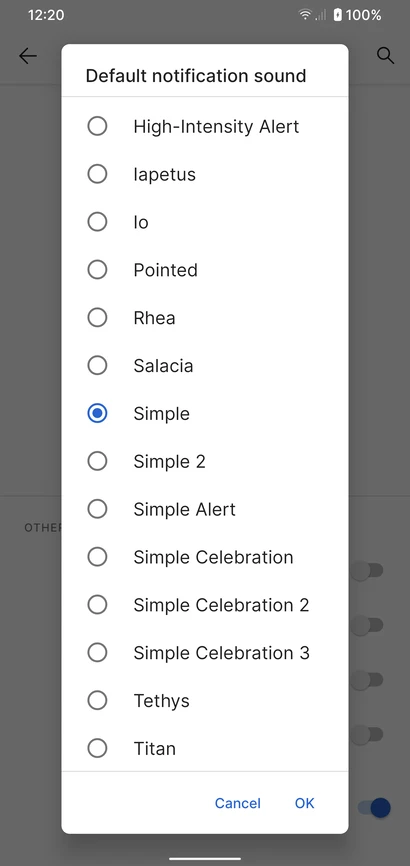 12:20
100%
Default notification sound
High-Intensity Alert
Iapetus
Io
Pointed
Rhea
Salacia
Simple
Simple 2
Simple Alert
Simple Celebration
Simple Celebration 2
Simple Celebration 3
Tethys
Titan
OTHER
Cancel OK